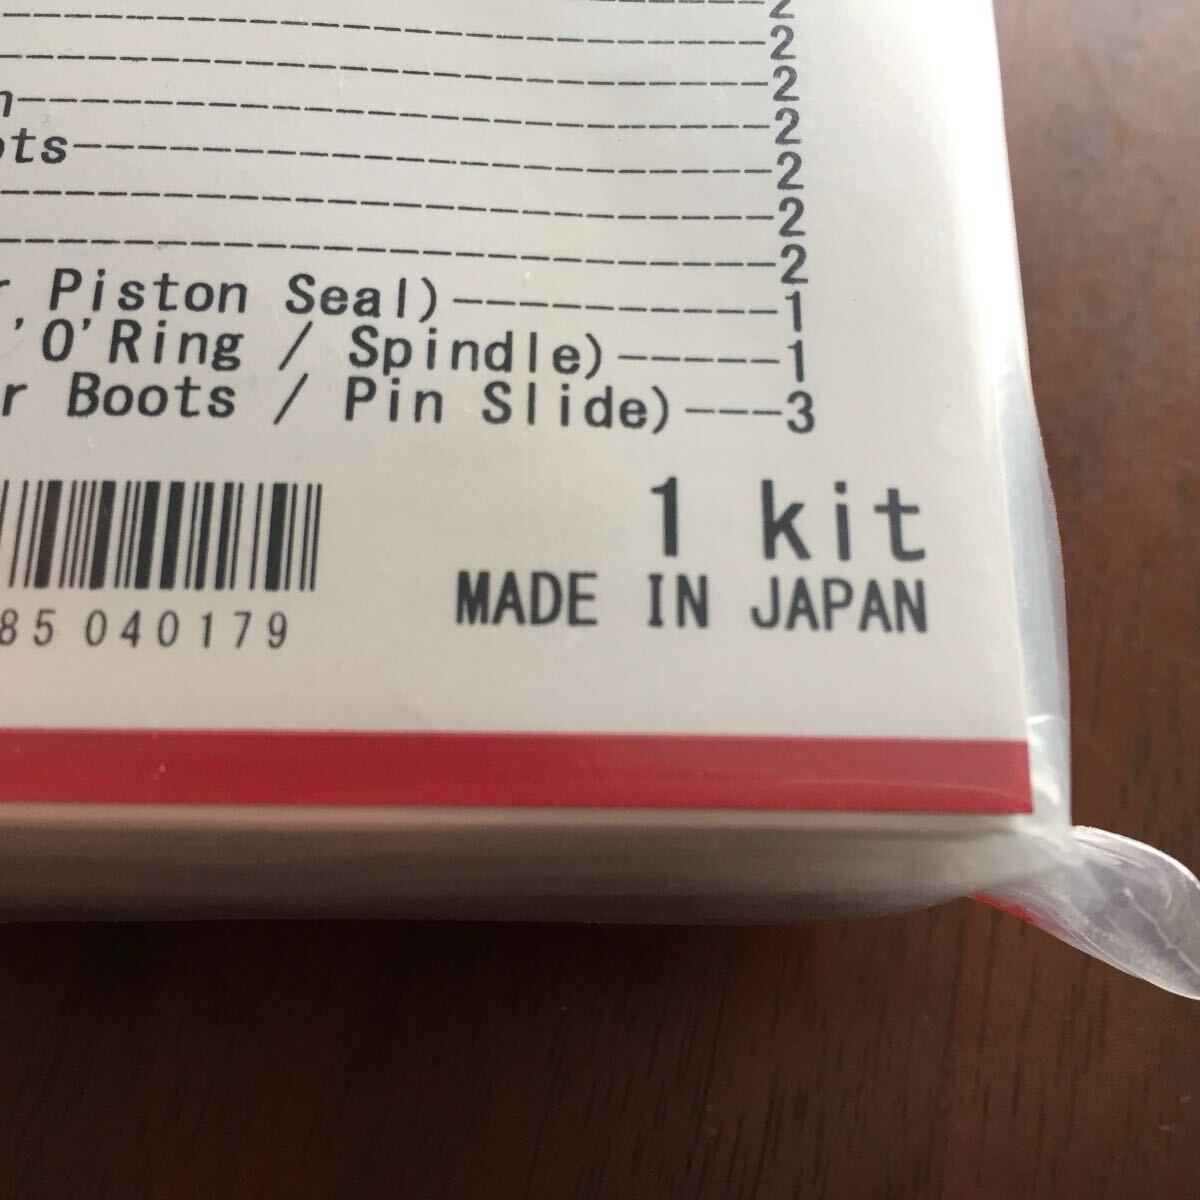 2
2
2
2
2
2
2
r Piston Seal)----------1
'O'Ring / Spindle)-----1
r Boots / Pin Slide)---3
1 kit
85 040179
MADE IN JAPAN